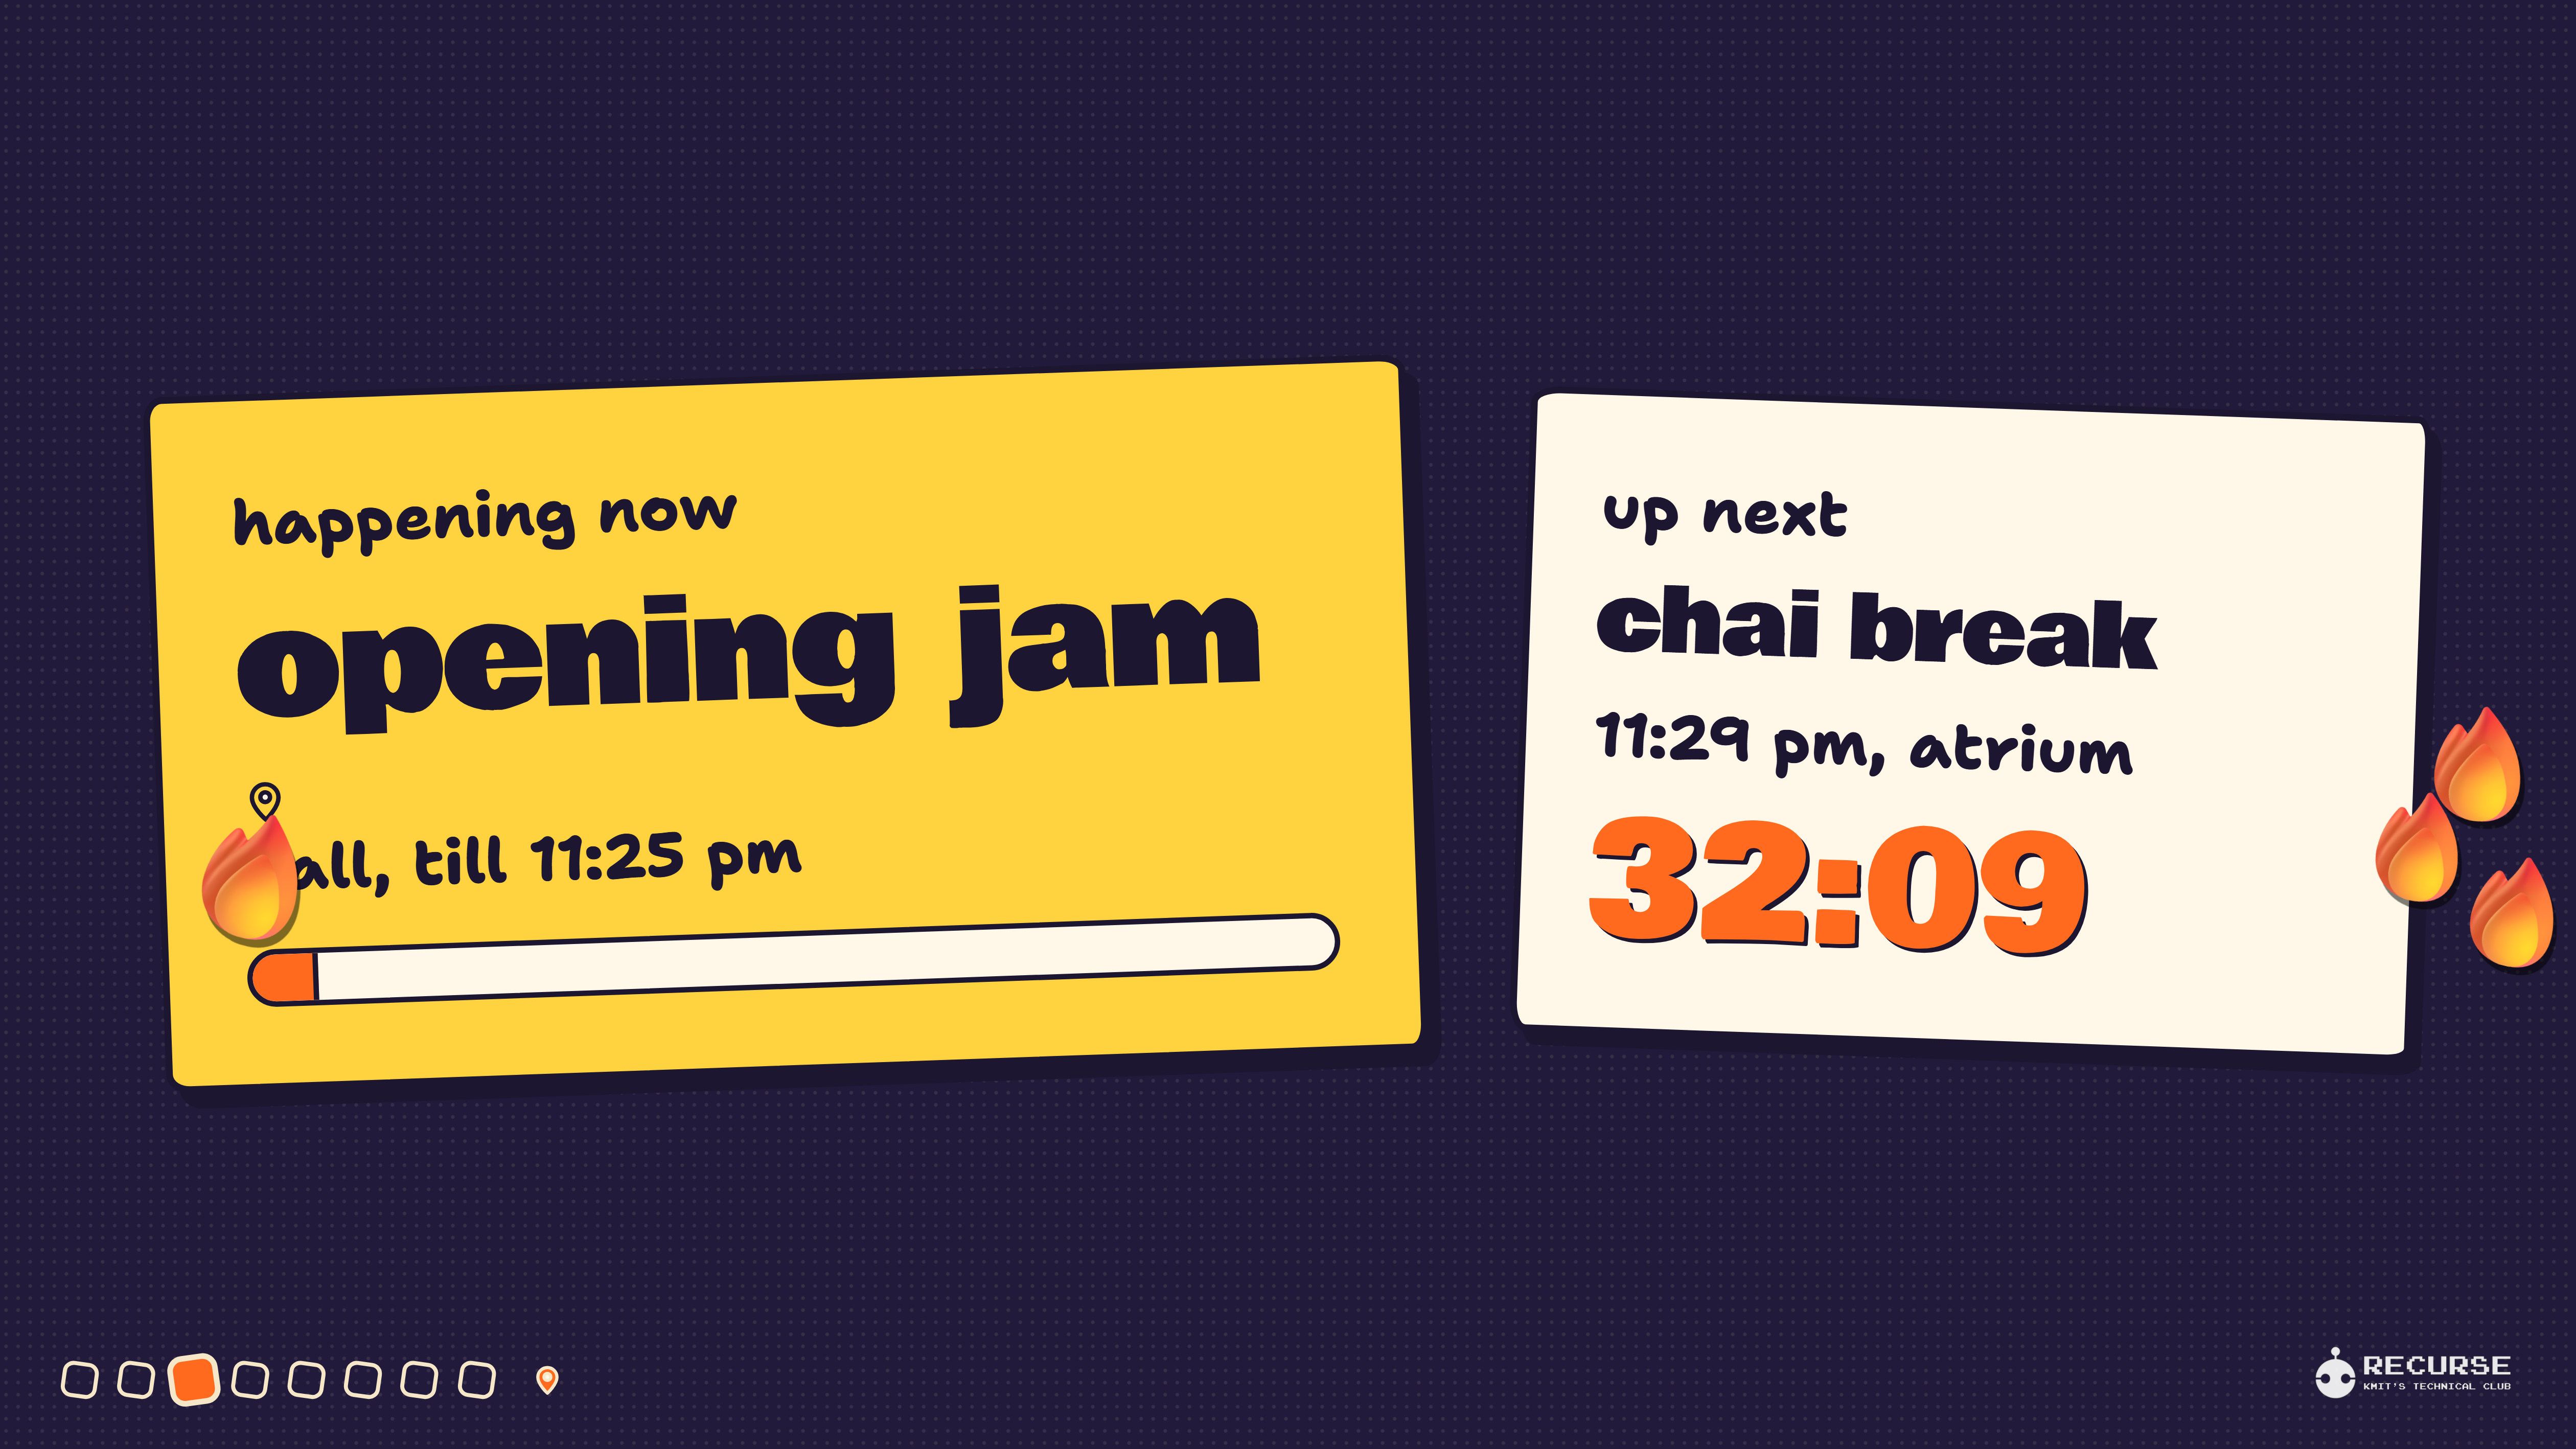 happening now
opening jam
all, till 11:25 pm
up next
chai break
11:29 pm, atrium
32:09
RECURSE
KMIT'S TECHNICAL CLUB